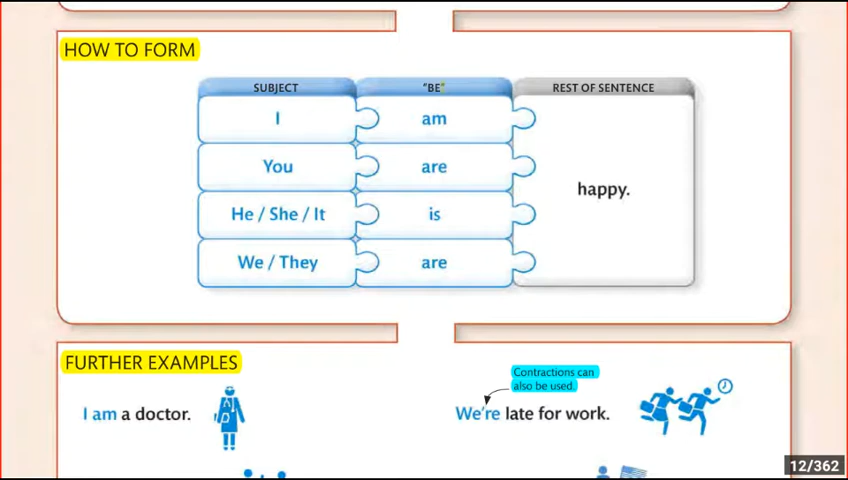 HOW TO FORM
SUBJECT "BE" REST OF SENTENCE
I am
You are
happy.
He / She / It is
We / They are
FURTHER EXAMPLES
Contractions can
also be used.
I am a doctor.
We're late for work.
12/362